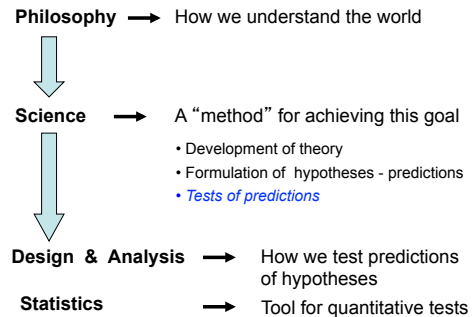 Philosophy → How we understand the world
Science → A “method” for achieving this goal
• Development of theory
• Formulation of hypotheses - predictions
• Tests of predictions
Design & Analysis → How we test predictions
of hypotheses
Statistics → Tool for quantitative tests